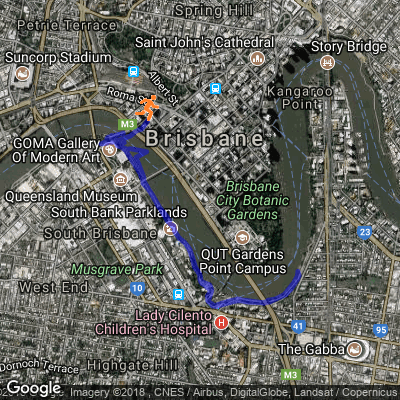 Spring Hill
Petrie Terrace
Saint John's Cathedral
Story Bridge
Suncorp Stadium
Albert St
Kangaroo
Point
Roma S
M3
Brisbane
GOMA Gallery
Of Modern Art
Queensland Museum
Brisbane
City Botanic
Gardens
South Bank Parklands
South Brisbane
23
QUT Gardens
Point Campus
Musgrave Park
West End
10
Lady Cilento
Children's Hospital
H
41
95
The Gabba
Dornoch Terrace
Highgate Hill
M3
Google
Imagery ©2018 , CNES / Airbus, DigitalGlobe, Landsat / Copernicus